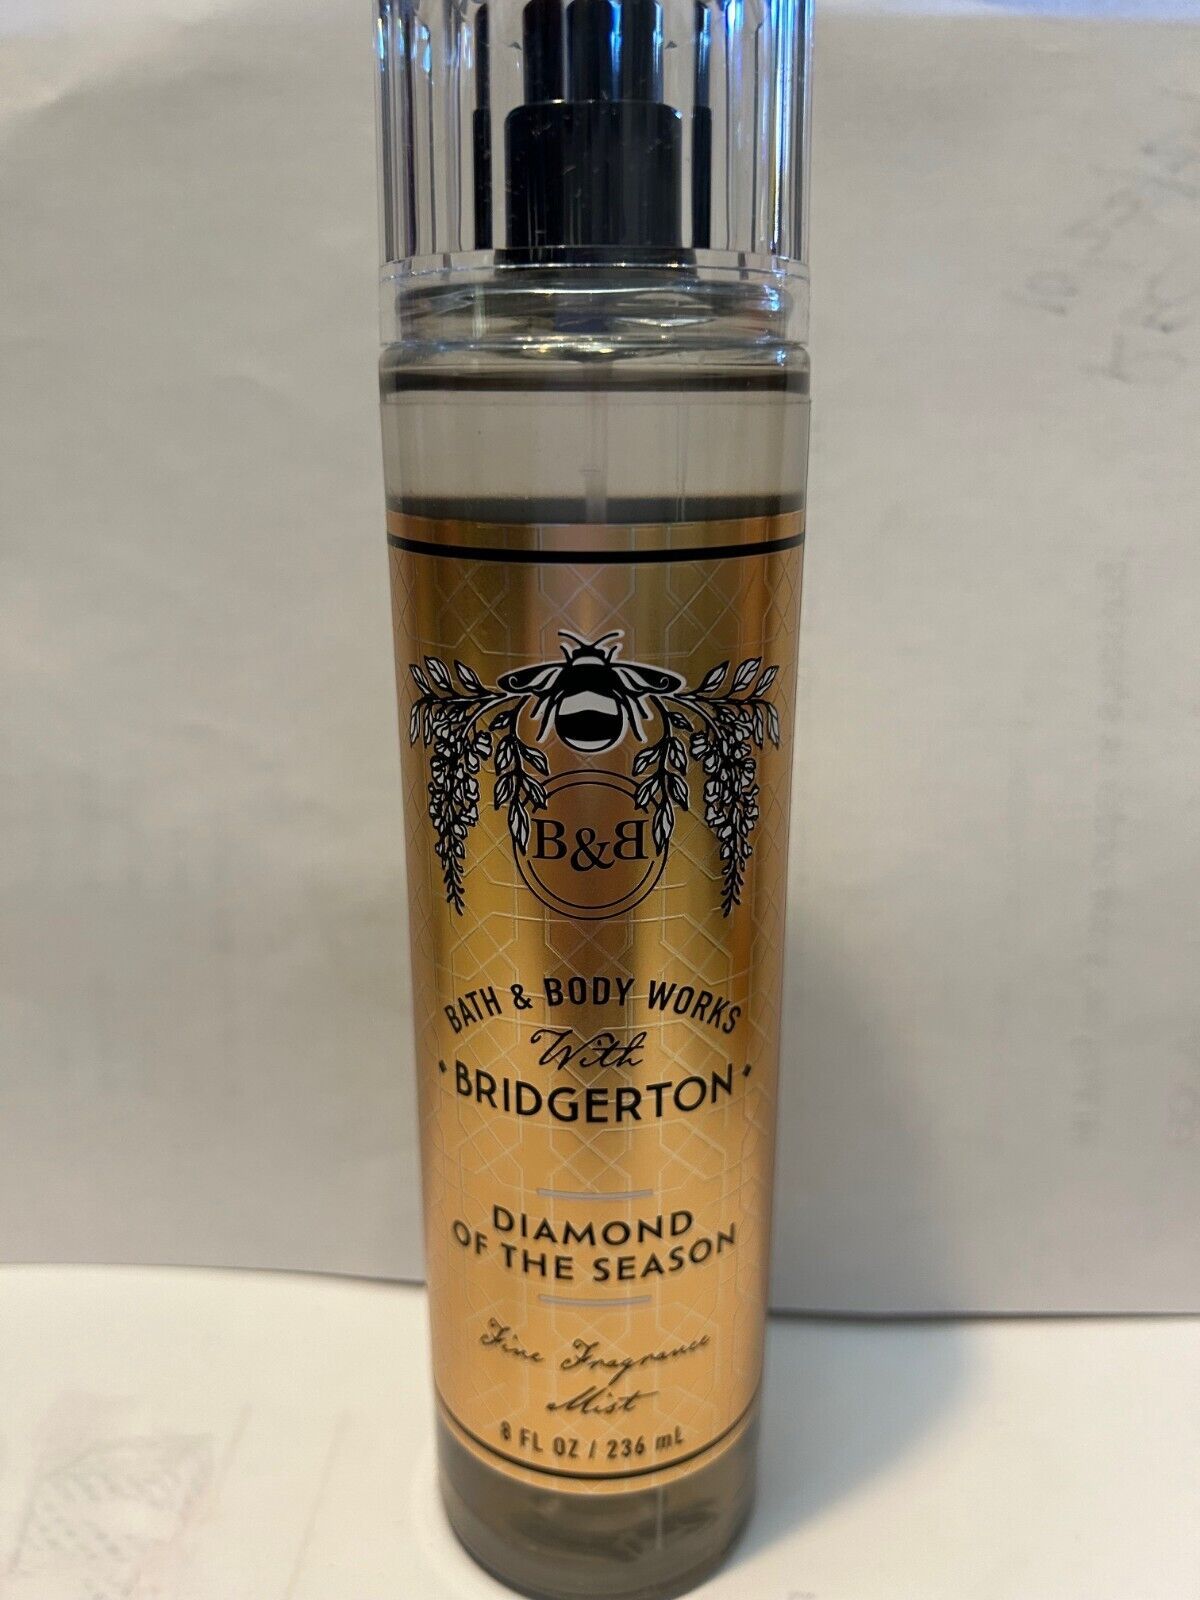 B&B
BATH & BODY WORKS
With
BRIDGERTON
DIAMOND
OF THE SEASON
Fine Fragrance
Mist
8 FL OZ / 236 mL